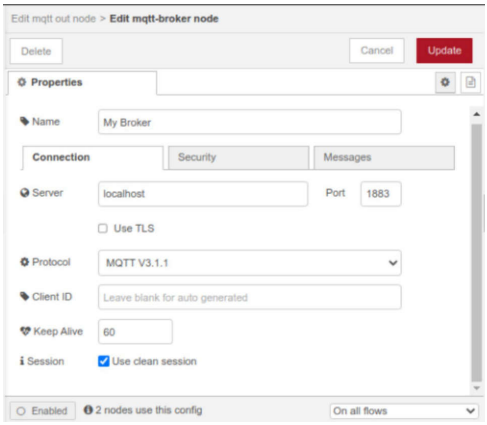 Edit mqtt out node > Edit mqtt-broker node
Delete Cancel Update
Properties
Name My Broker
Connection Security Messages
Server localhost Port 1883
Use TLS
Protocol MQTT V3.1.1
Client ID Leave blank for auto generated
Keep Alive 60
Session Use clean session
Enabled 2 nodes use this config On all flows